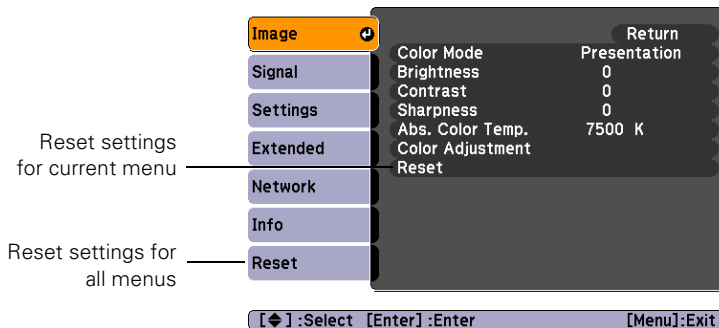 Image
Signal
Settings
Extended
Network
Info
Reset
Return
Color Mode Presentation
Brightness 0
Contrast 0
Sharpness 0
Abs. Color Temp. 7500 K
Color Adjustment
Reset
Reset settings
for current menu
Reset settings for
all menus
[◆] :Select [Enter] :Enter [Menu]:Exit